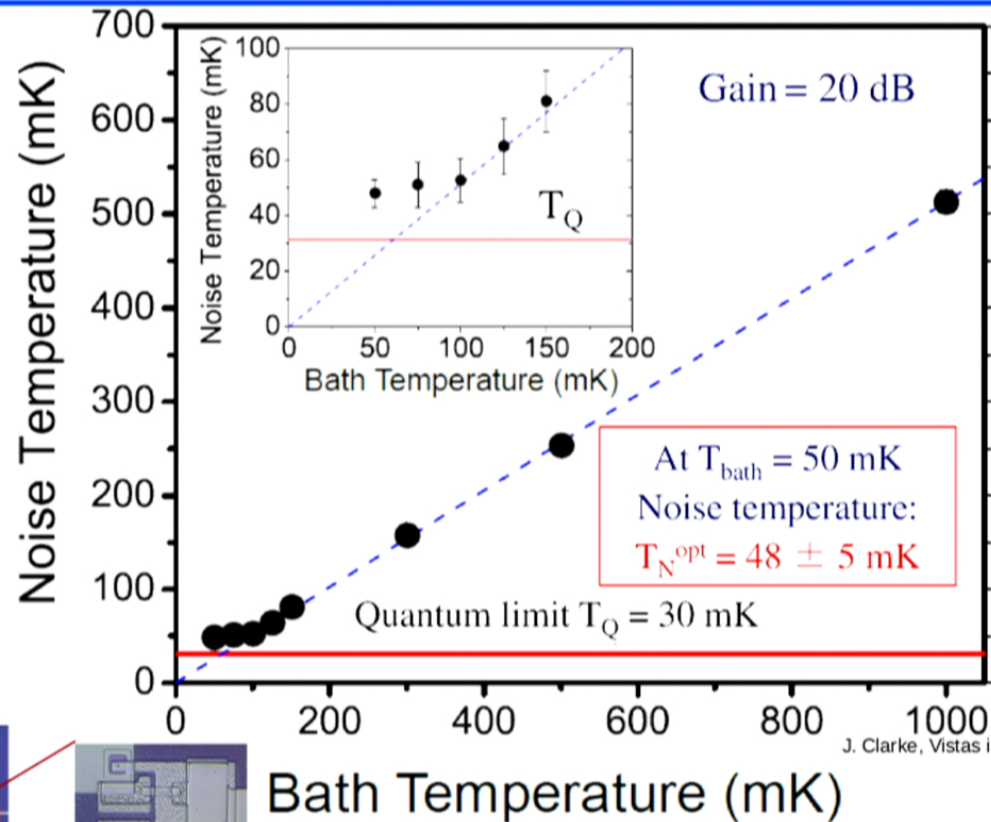 700
600
500
400
300
200
100
0
Noise Temperature (mK)
100
80
60
40
20
0
Noise Temperature (mK)
0 50 100 150 200
Bath Temperature (mK)
T_Q
Gain = 20 dB
At T_bath = 50 mK
Noise temperature:
T_N^opt = 48 ± 5 mK
Quantum limit T_Q = 30 mK
0 200 400 600 800 1000
J. Clarke, Vistas i
Bath Temperature (mK)